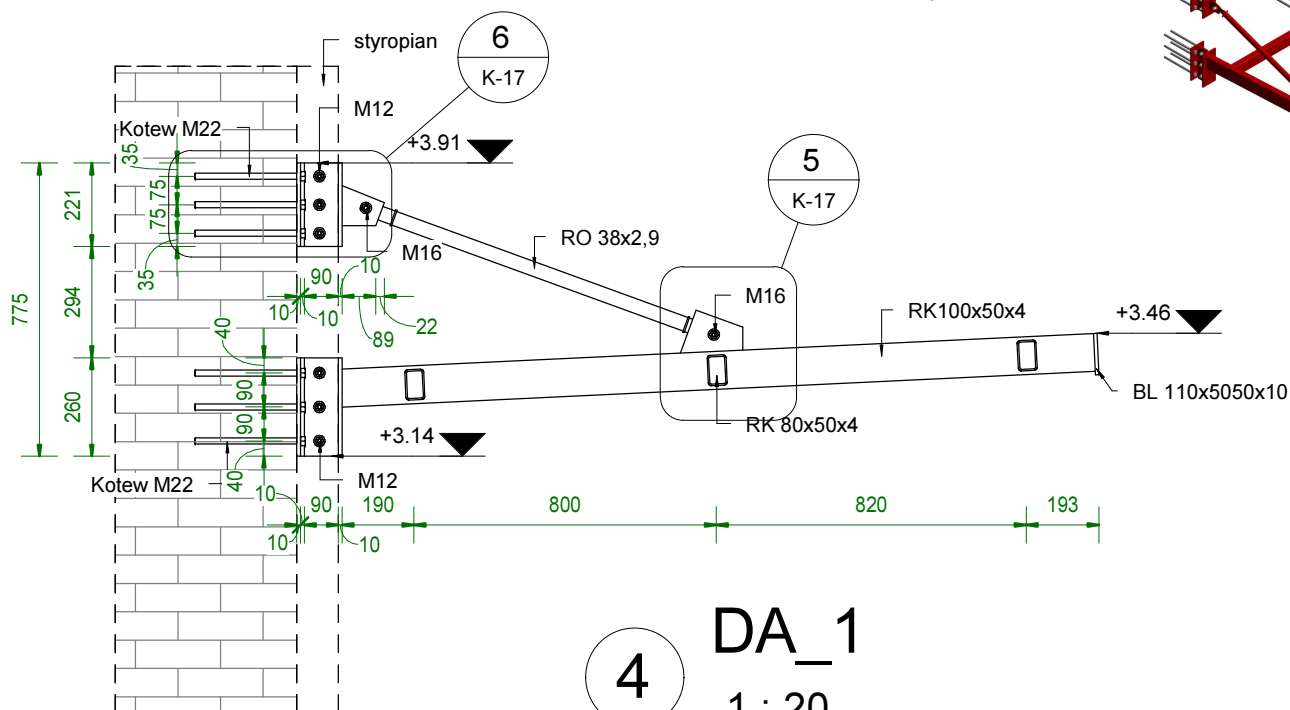 styropian
6
K-17
M12
Kotew M22
+3.91
5
K-17
35
75
75
35
221
294
260
775
M16
RO 38x2,9
M16
RK100x50x4
+3.46
10
90
10
10
89
22
40
90
90
40
+3.14
RK 80x50x4
BL 110x5050x10
Kotew M22
M12
10
90
190
800
820
193
10
10
DA_1
4
1 : 20